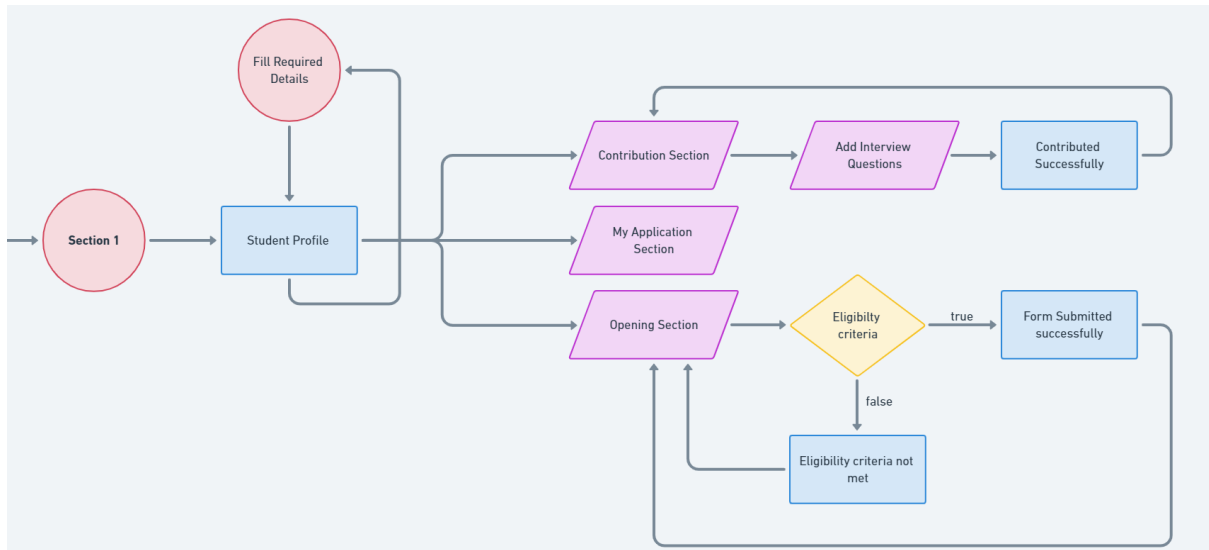 Fill Required
Details
Contribution Section
Add Interview
Questions
Contributed
Successfully
Section 1
Student Profile
My Application
Section
Opening Section
Eligibilty
criteria
true
Form Submitted
successfully
false
Eligibility criteria not
met